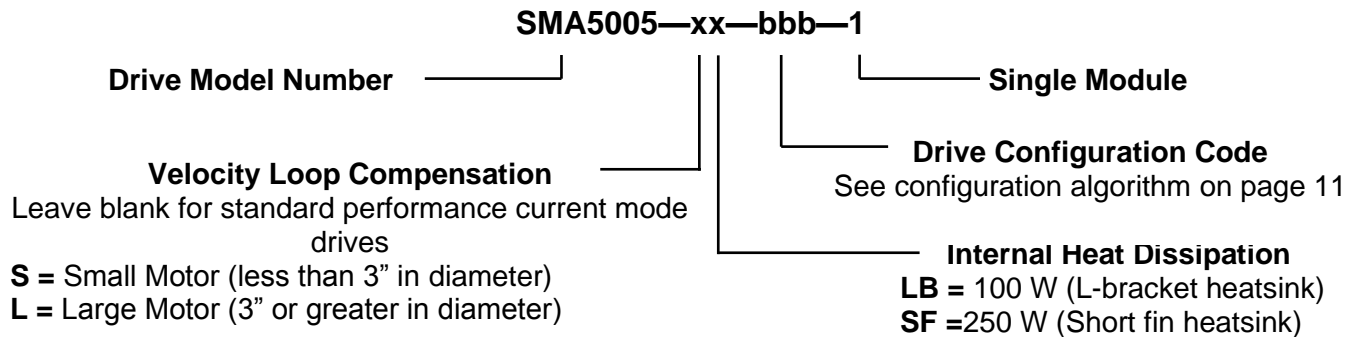 SMA5005—xx—bbb—1
Drive Model Number
Single Module
Velocity Loop Compensation
Leave blank for standard performance current mode
drives
S = Small Motor (less than 3” in diameter)
L = Large Motor (3” or greater in diameter)
Drive Configuration Code
See configuration algorithm on page 11
Internal Heat Dissipation
LB = 100 W (L-bracket heatsink)
SF =250 W (Short fin heatsink)